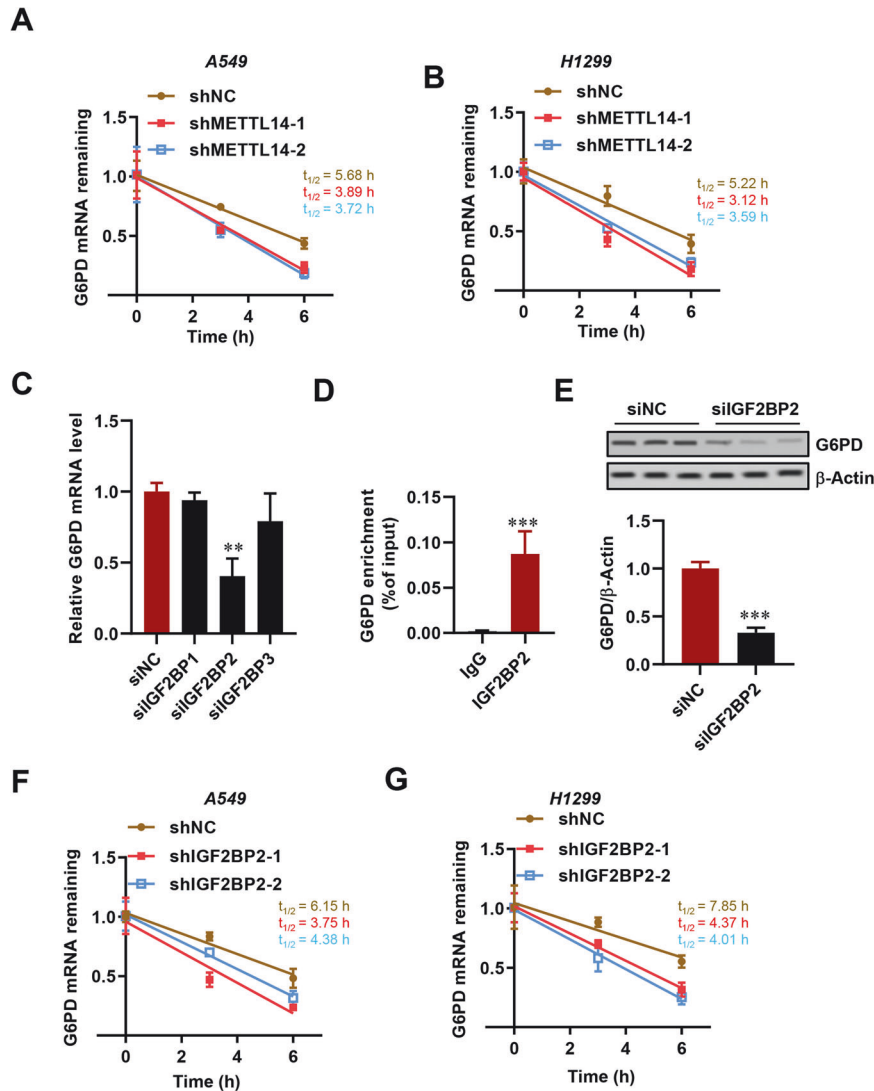 A
A549
shNC
shMETTL14-1
shMETTL14-2
G6PD mRNA remaining
1.5
1.0
0.5
0 2 4 6
Time (h)
t1/2 = 5.68 h
t1/2 = 3.89 h
t1/2 = 3.72 h
B
H1299
shNC
shMETTL14-1
shMETTL14-2
G6PD mRNA remaining
1.5
1.0
0.5
0 2 4 6
Time (h)
t1/2 = 5.22 h
t1/2 = 3.12 h
t1/2 = 3.59 h
C
Relative G6PD mRNA level
1.5
1.0
0.5
0.0
**
siNC
siIGF2BP1
siIGF2BP2
siIGF2BP3
D
G6PD enrichment
(%of input)
0.15
0.10
0.05
0.00
***
IgG
IGF2BP2
E
siNC siIGF2BP2
G6PD
β-Actin
G6PD/β-Actin
1.5
1.0
0.5
0.0
***
siNC
siIGF2BP2
F
A549
shNC
shIGF2BP2-1
shIGF2BP2-2
G6PD mRNA remaining
1.5
1.0
0.5
0 2 4 6
Time (h)
t1/2 = 6.15 h
t1/2 = 3.75 h
t1/2 = 4.38 h
G
H1299
shNC
shIGF2BP2-1
shIGF2BP2-2
G6PD mRNA remaining
1.5
1.0
0.5
0 2 4 6
Time (h)
t1/2 = 7.85 h
t1/2 = 4.37 h
t1/2 = 4.01 h